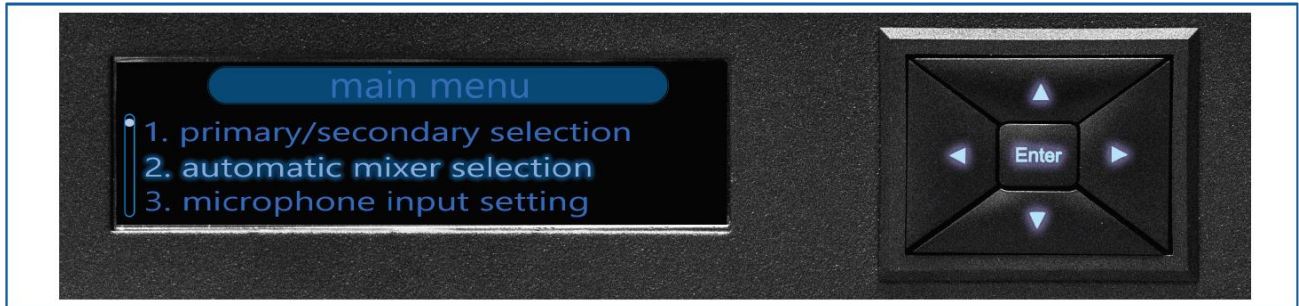 main menu
1. primary/secondary selection
2. automatic mixer selection
3. microphone input setting
Enter